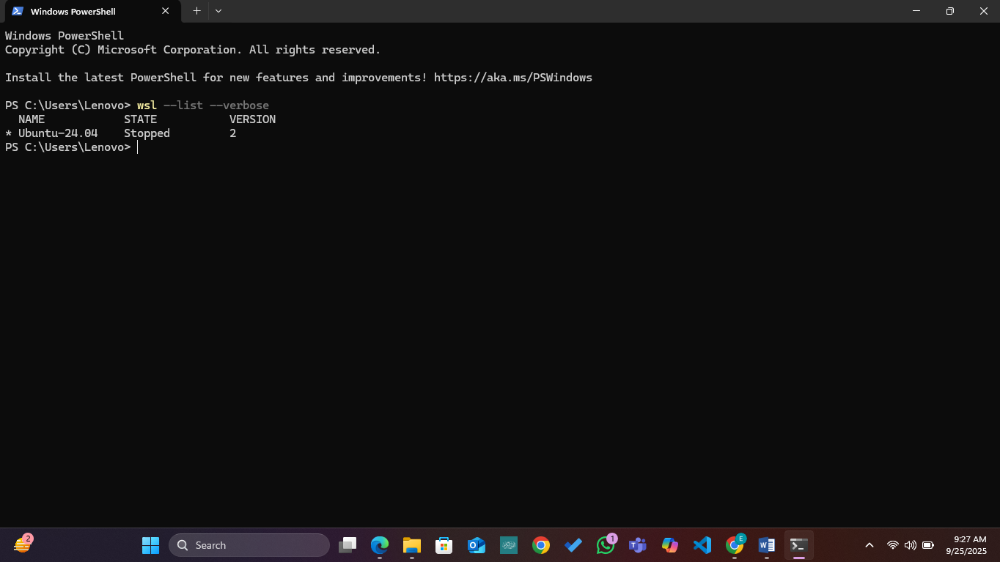 Windows PowerShell
Windows PowerShell
Copyright (C) Microsoft Corporation. All rights reserved.
Install the latest PowerShell for new features and improvements! https://aka.ms/PSWindows
PS C:\Users\Lenovo> wsl --list --verbose
NAME STATE VERSION
* Ubuntu-24.04 Stopped 2
PS C:\Users\Lenovo>
2
Search
1
E
9:27 AM
9/25/2025